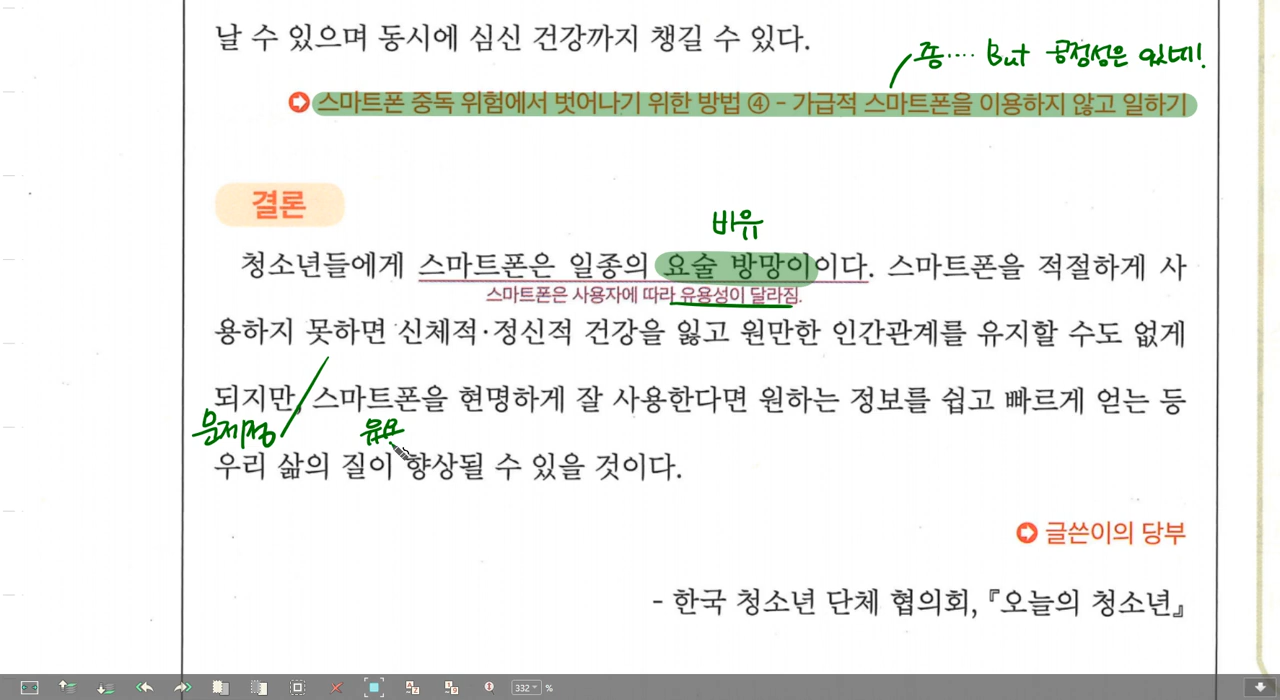 날 수 있으며 동시에 심신 건강까지 챙길 수 있다.
좀.... But 공정성은 있네!
스마트폰 중독 위험에서 벗어나기 위한 방법 ④ - 가급적 스마트폰을 이용하지 않고 일하기
결론
비유
청소년들에게 스마트폰은 일종의 요술 방망이이다. 스마트폰을 적절하게 사
스마트폰은 사용자에 따라 유용성이 달라짐.
용하지 못하면 신체적·정신적 건강을 잃고 원만한 인간관계를 유지할 수도 없게
되지만, 스마트폰을 현명하게 잘 사용한다면 원하는 정보를 쉽고 빠르게 얻는 등
문제점
우리 삶의 질이 향상될 수 있을 것이다.
글쓴이의 당부
- 한국 청소년 단체 협의회, 『오늘의 청소년』
332 %